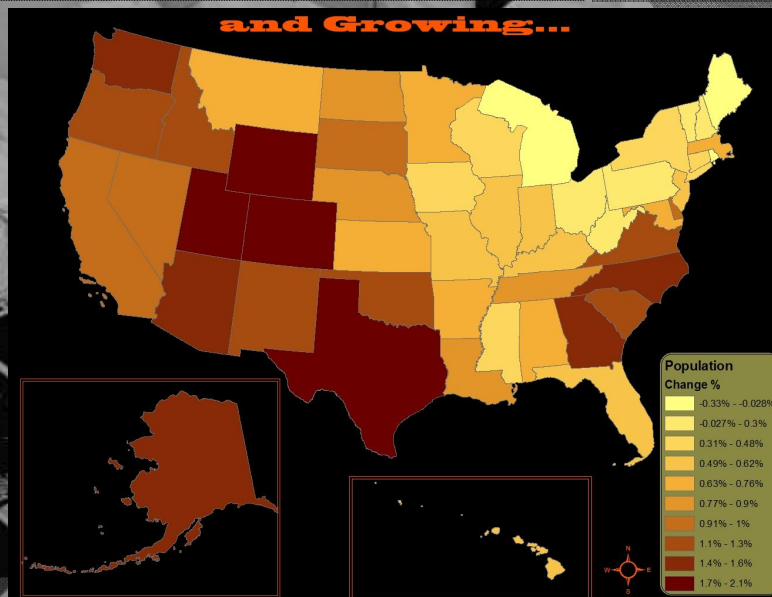 and Growing...
Population
Change %
-0.33% - -0.028%
-0.027% - 0.3%
0.31% - 0.48%
0.49% - 0.62%
0.63% - 0.76%
0.77% - 0.9%
0.91% - 1%
1.1% - 1.3%
1.4% - 1.6%
1.7% - 2.1%
N
W E
S